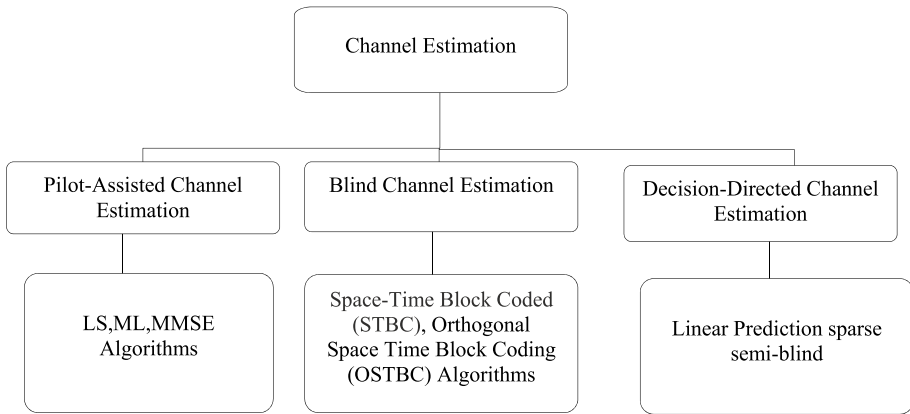 Channel Estimation
Pilot-Assisted Channel
Estimation
Blind Channel Estimation
Decision-Directed Channel
Estimation
LS,ML,MMSE
Algorithms
Space-Time Block Coded
(STBC), Orthogonal
Space Time Block Coding
(OSTBC) Algorithms
Linear Prediction sparse
semi-blind